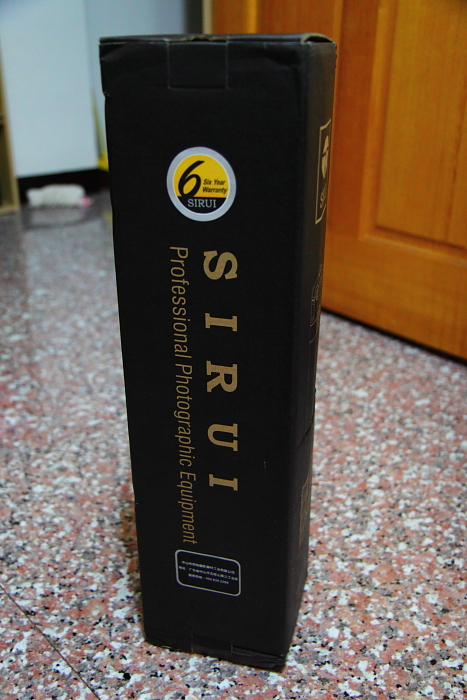 6
Six Year
Warranty
SIRUI
SIRUI
Professional Photographic Equipment